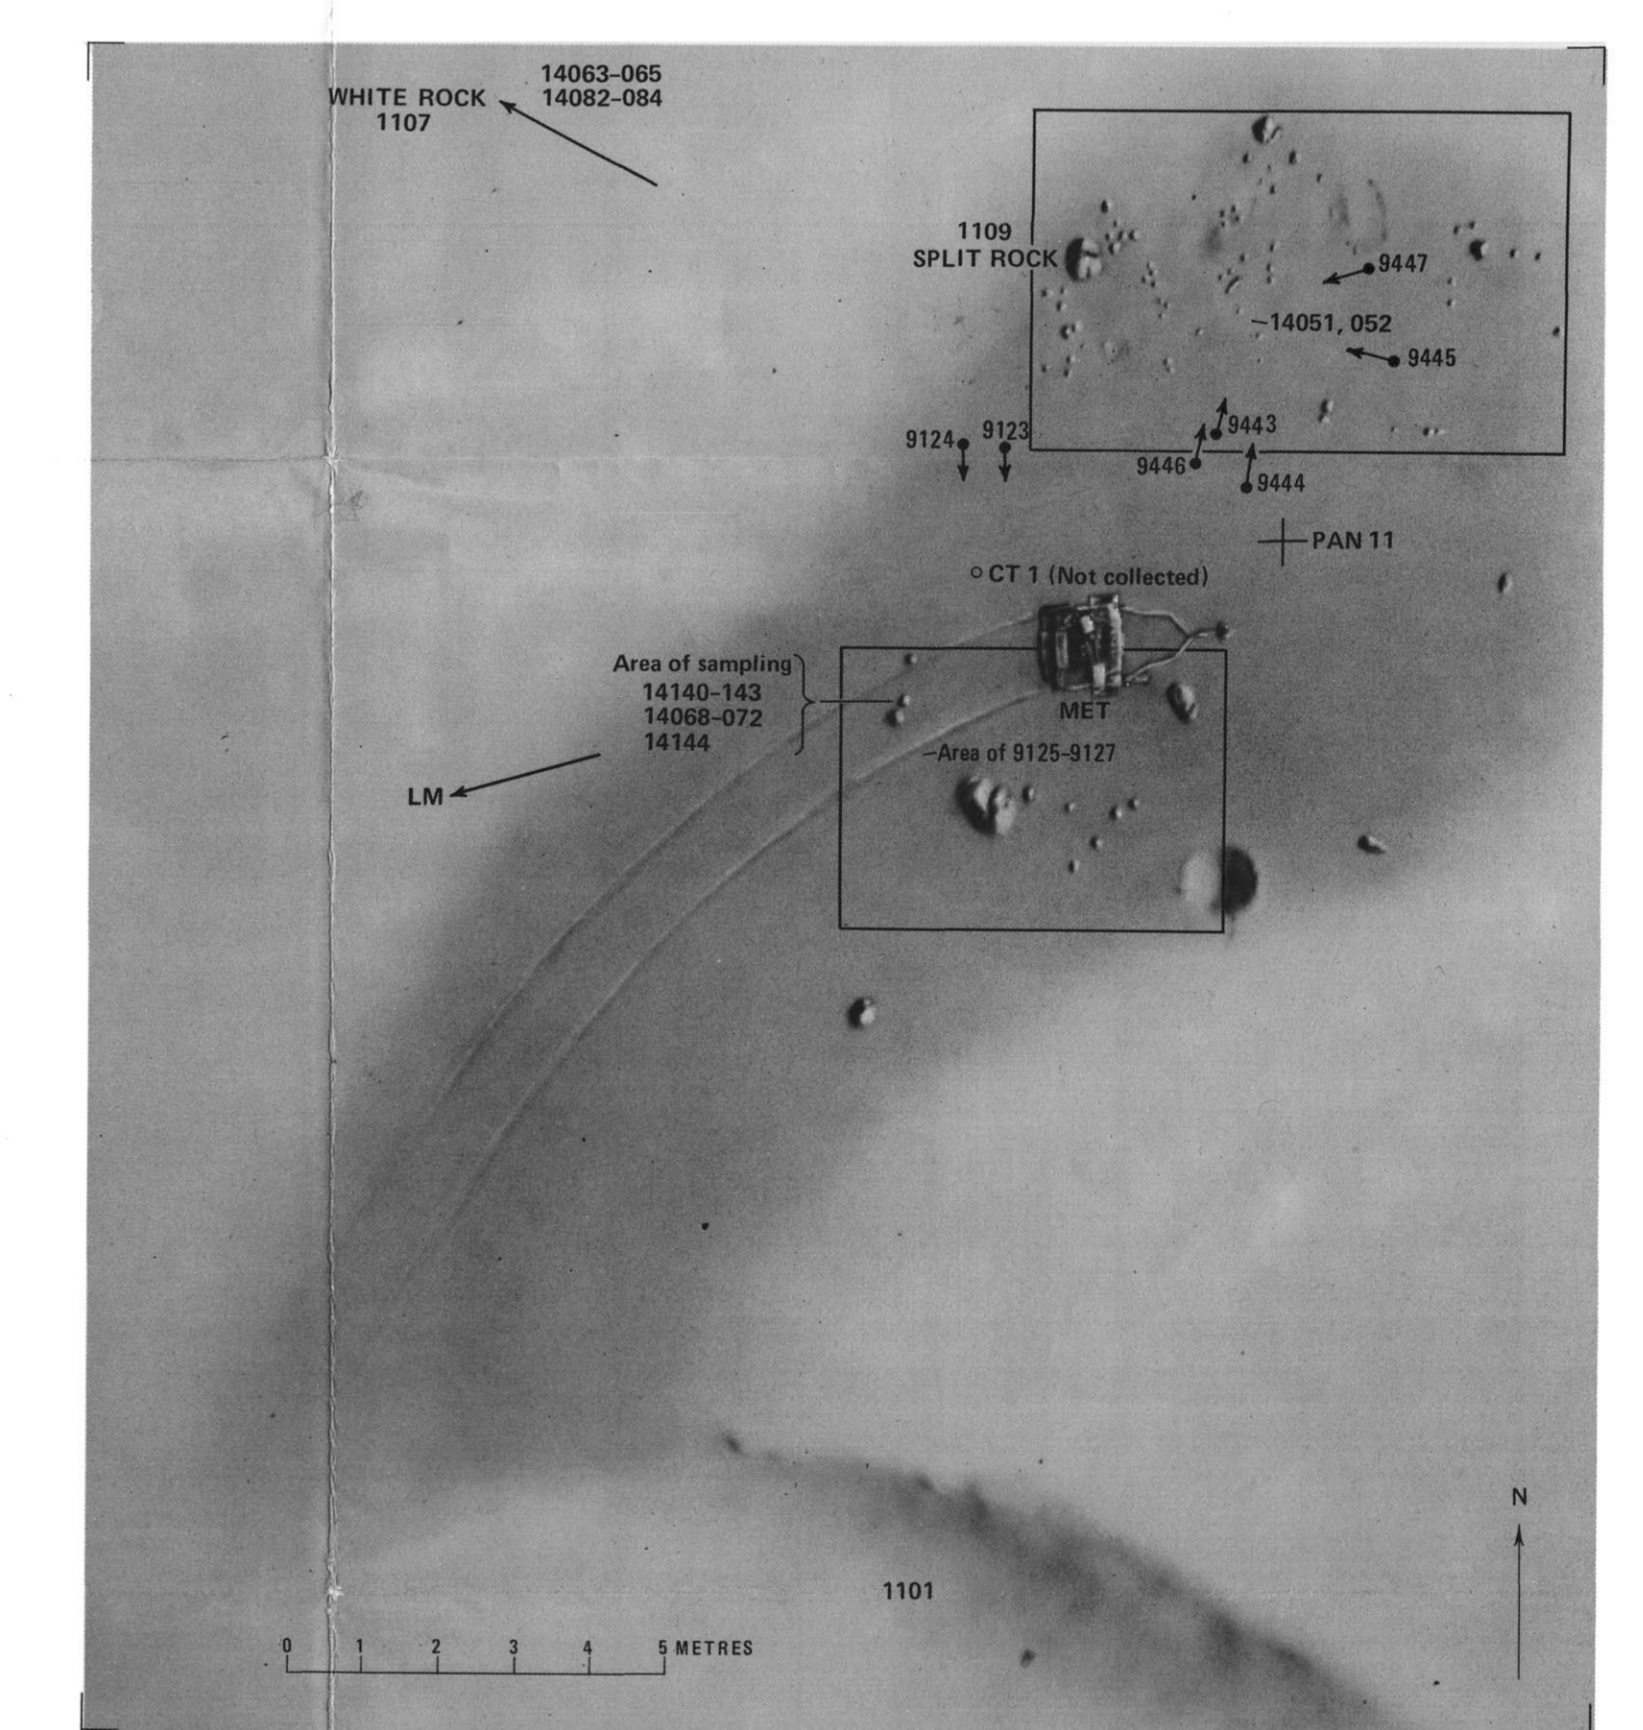 14063-065
WHITE ROCK 14082-084
1107
1109
SPLIT ROCK
9447
14051, 052
9445
9443
9124 9123
9446
9444
PAN 11
CT 1 (Not collected)
Area of sampling
14140-143
14068-072
14144
MET
Area of 9125-9127
LM
N
1101
0 1 2 3 4 5 METRES